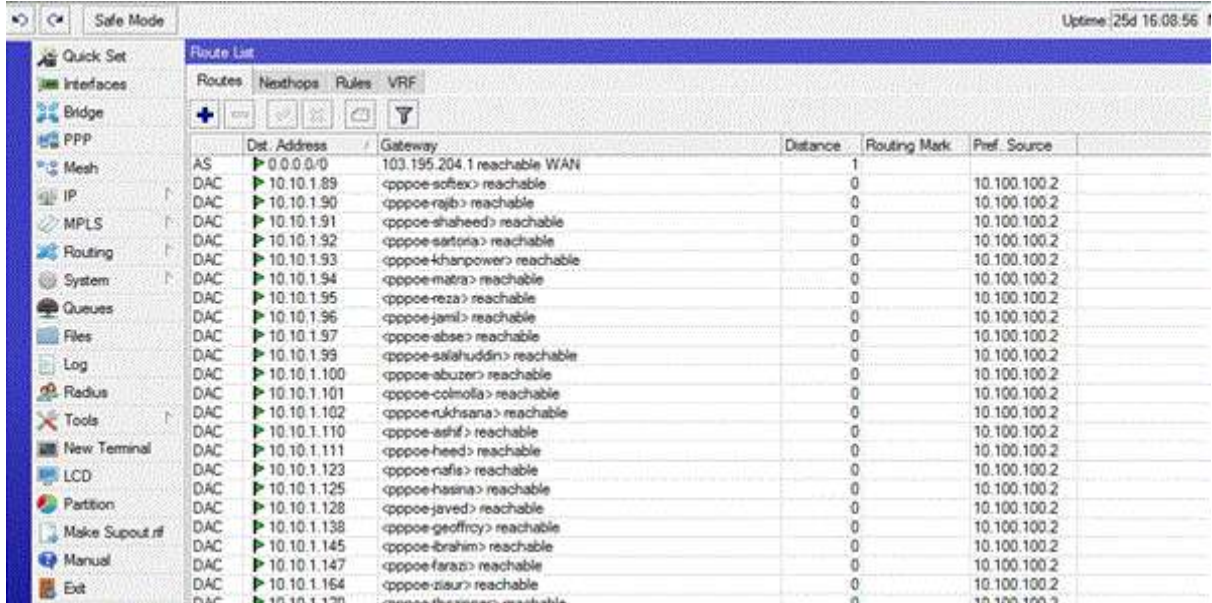 Safe Mode
Uptime: 25d 16:08:56
Quick Set
Interfaces
Bridge
PPP
Mesh
IP
MPLS
Routing
System
Queues
Files
Log
Radius
Tools
New Terminal
LCD
Partition
Make Supout.rif
Manual
Exit
Route List
Routes Nexthops Rules VRF
Dst. Address / Gateway Distance Routing Mark Pref. Source
AS 0.0.0.0/0 103.195.204.1 reachable WAN 1
DAC 10.10.1.89 <pppoe-softex> reachable 0 10.100.100.2
DAC 10.10.1.90 <pppoe-rajib> reachable 0 10.100.100.2
DAC 10.10.1.91 <pppoe-shaheed> reachable 0 10.100.100.2
DAC 10.10.1.92 <pppoe-sartoria> reachable 0 10.100.100.2
DAC 10.10.1.93 <pppoe-khanpower> reachable 0 10.100.100.2
DAC 10.10.1.94 <pppoe-matra> reachable 0 10.100.100.2
DAC 10.10.1.95 <pppoe-reza> reachable 0 10.100.100.2
DAC 10.10.1.96 <pppoe-jamil> reachable 0 10.100.100.2
DAC 10.10.1.97 <pppoe-abse> reachable 0 10.100.100.2
DAC 10.10.1.99 <pppoe-salahuddin> reachable 0 10.100.100.2
DAC 10.10.1.100 <pppoe-abuzer> reachable 0 10.100.100.2
DAC 10.10.1.101 <pppoe-colmolla> reachable 0 10.100.100.2
DAC 10.10.1.102 <pppoe-rukhsana> reachable 0 10.100.100.2
DAC 10.10.1.110 <pppoe-ashif> reachable 0 10.100.100.2
DAC 10.10.1.111 <pppoe-heed> reachable 0 10.100.100.2
DAC 10.10.1.123 <pppoe-nafis> reachable 0 10.100.100.2
DAC 10.10.1.125 <pppoe-hasina> reachable 0 10.100.100.2
DAC 10.10.1.128 <pppoe-javed> reachable 0 10.100.100.2
DAC 10.10.1.138 <pppoe-geoffrcy> reachable 0 10.100.100.2
DAC 10.10.1.145 <pppoe-ibrahim> reachable 0 10.100.100.2
DAC 10.10.1.147 <pppoe-farazi> reachable 0 10.100.100.2
DAC 10.10.1.164 <pppoe-ziaur> reachable 0 10.100.100.2